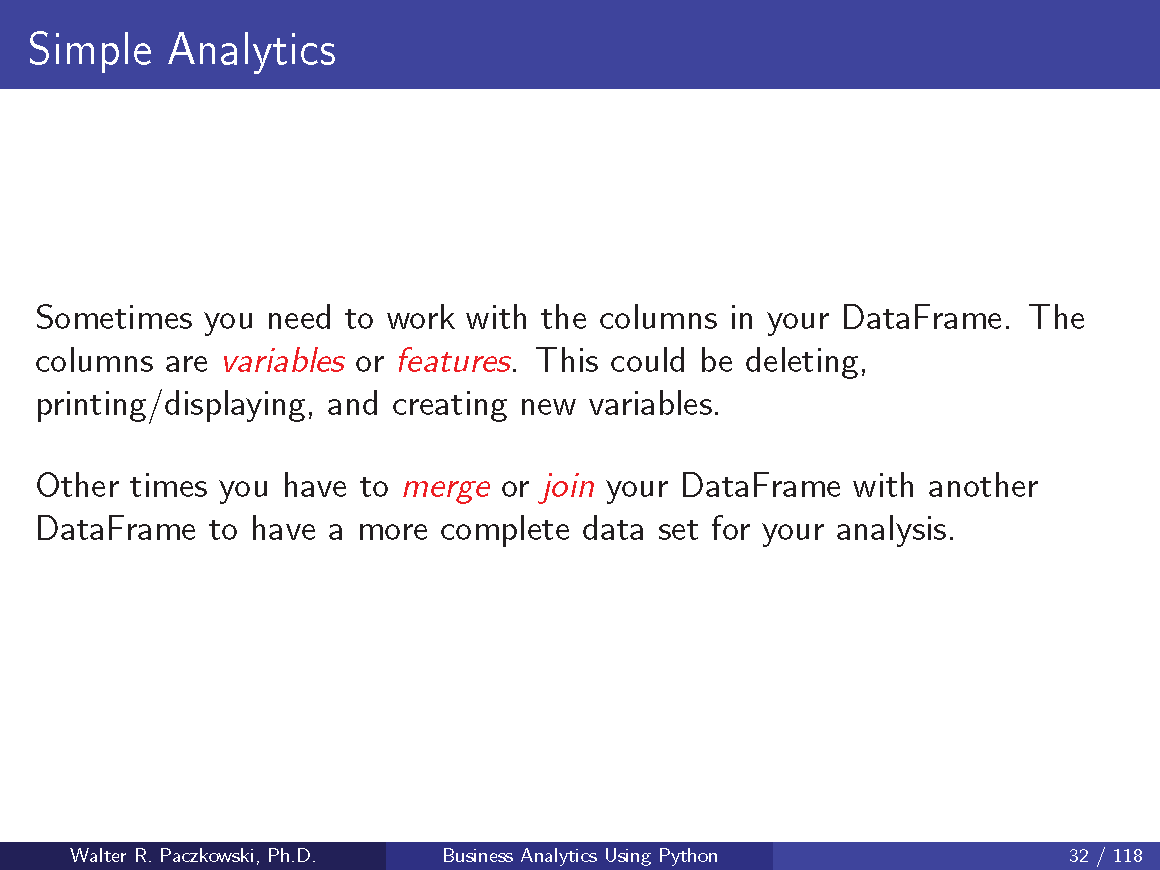 Simple Analytics
Sometimes you need to work with the columns in your DataFrame. The
columns are variables or features. This could be deleting,
printing/displaying, and creating new variables.
Other times you have to merge or join your DataFrame with another
DataFrame to have a more complete data set for your analysis.
Walter R. Paczkowski, Ph.D.
Business Analytics Using Python
32 / 118